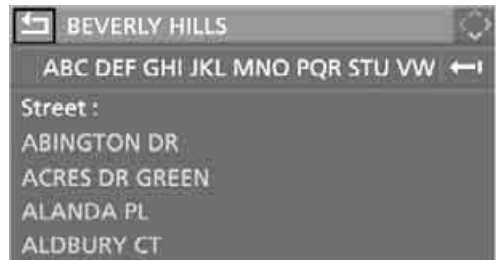 BEVERLY HILLS
ABC DEF GHI JKL MNO PQR STU VW
Street :
ABINGTON DR
ACRES DR GREEN
ALANDA PL
ALDBURY CT